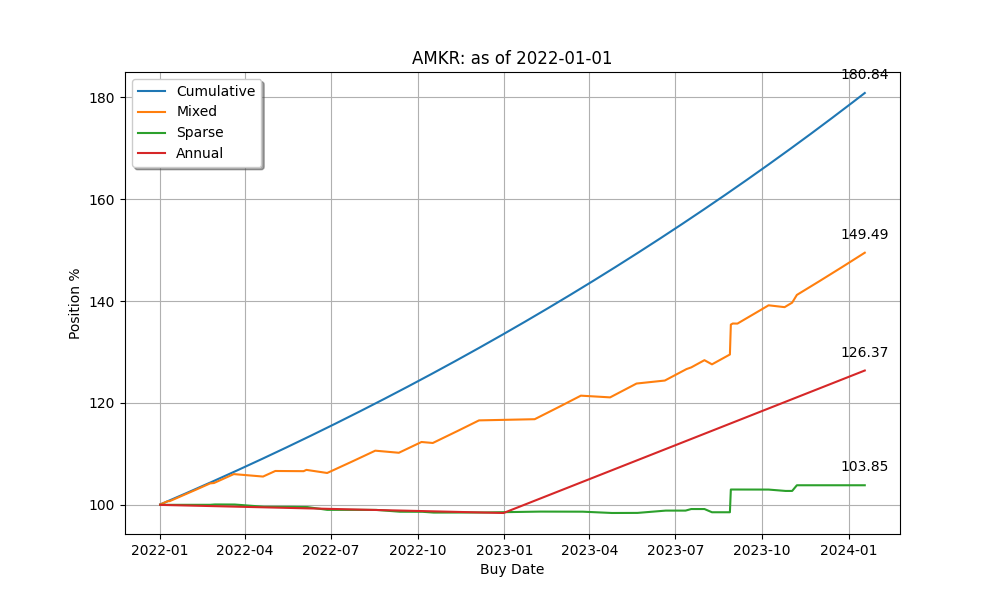 AMKR: as of 2022-01-01
180.84
Cumulative
Mixed
Sparse
Annual
180
160
149.49
140
126.37
120
103.85
100
Position %
2022-01 2022-04 2022-07 2022-10 2023-01 2023-04 2023-07 2023-10 2024-01
Buy Date